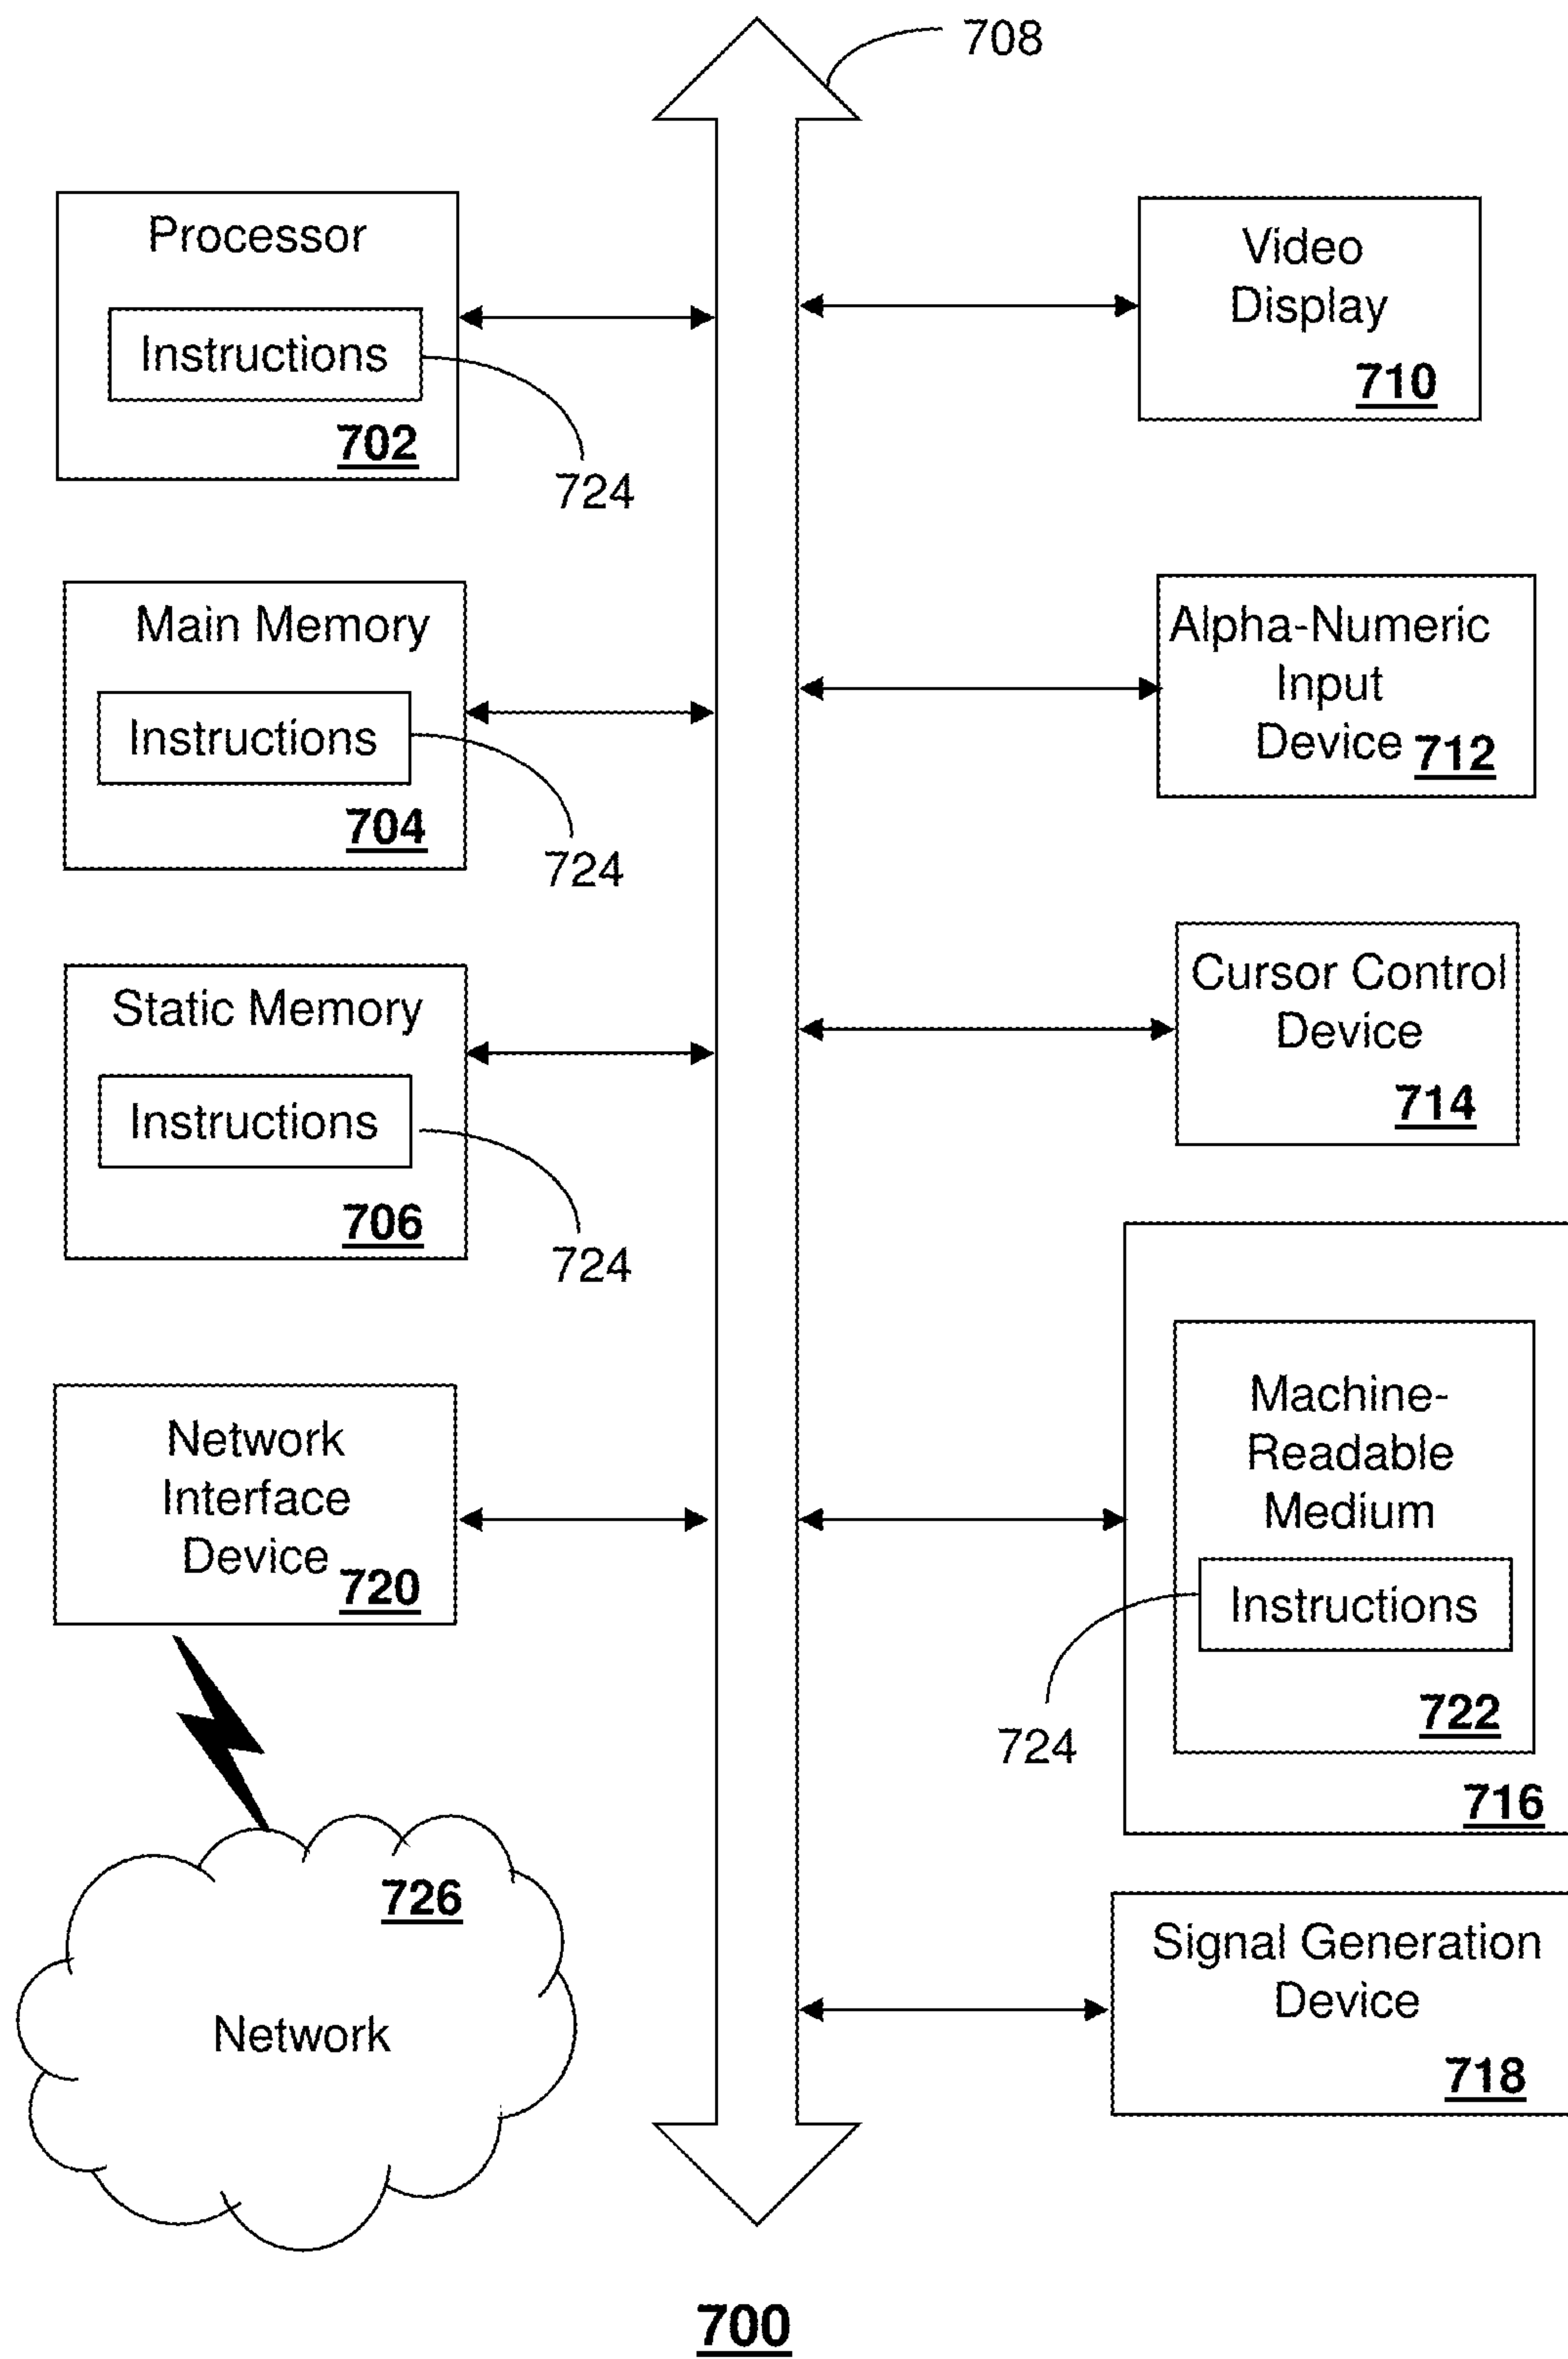 708
Processor
Instructions
702
724
Main Memory
Instructions
704
724
Static Memory
Instructions
706
724
Network
Interface
Device
720
726
Network
Video
Display
710
Alpha-Numeric
Input
Device 712
Cursor Control
Device
714
Machine-
Readable
Medium
Instructions
724
722
716
Signal Generation
Device
718
700